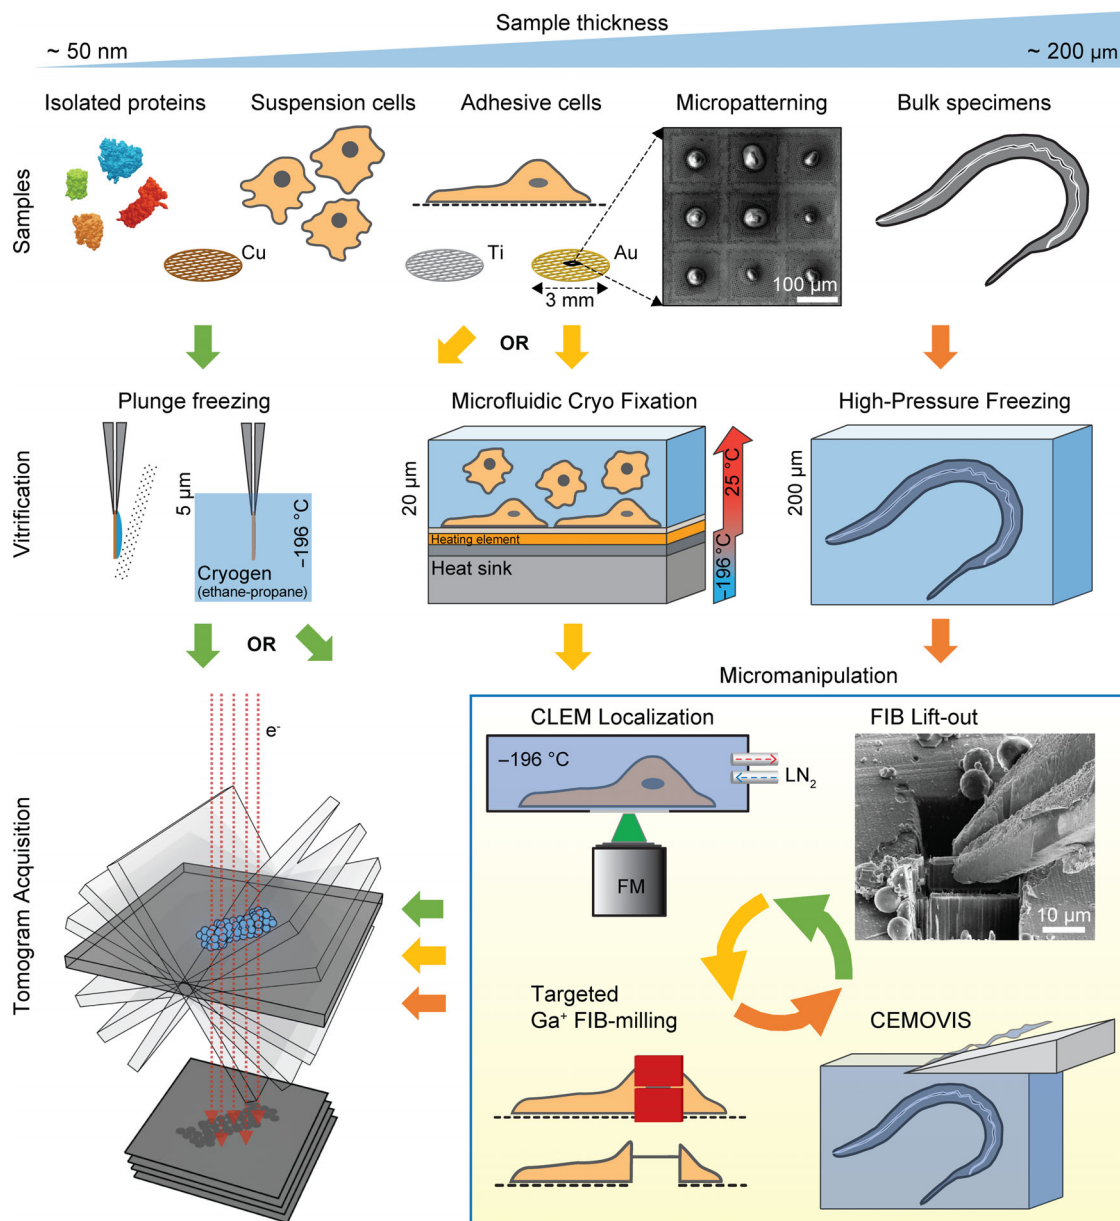 Sample thickness
~ 50 nm
~ 200 µm
Isolated proteins
Suspension cells
Adhesive cells
Micropatterning
Bulk specimens
Samples
Cu
Ti
Au
3 mm
100 µm
OR
Plunge freezing
Microfluidic Cryo Fixation
High-Pressure Freezing
Vitrification
5 µm
–196 °C
Cryogen
(ethane-propane)
20 µm
Heating element
Heat sink
25 °C
–196 °C
200 µm
OR
Micromanipulation
Tomogram Acquisition
e-
CLEM Localization
–196 °C
LN2
FM
FIB Lift-out
10 µm
Targeted
Ga+ FIB-milling
CEMOVIS